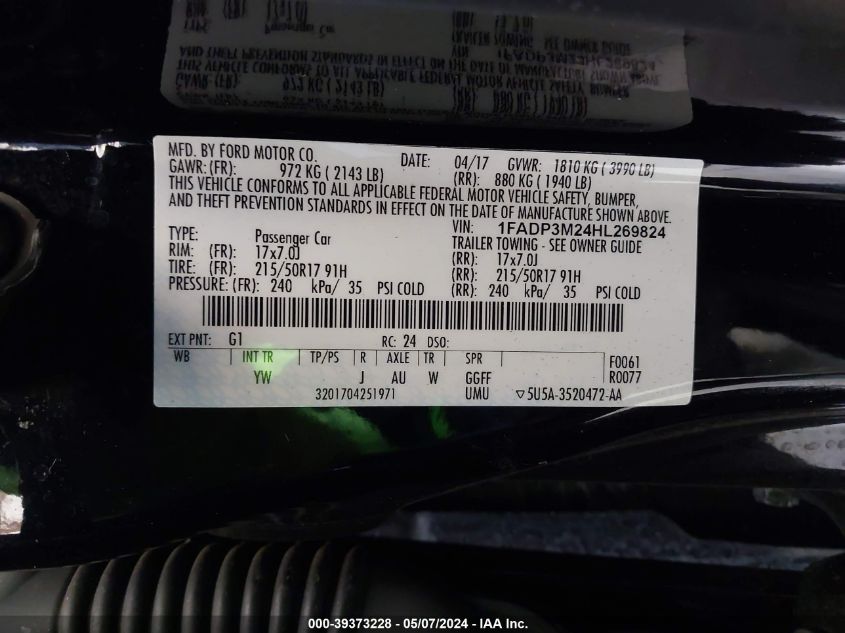 MFD. BY FORD MOTOR CO. DATE: 04/17 GVWR: 1810 KG ( 3990 LB)
GAWR: (FR): 972 KG ( 2143 LB) (RR): 880 KG ( 1940 LB)
THIS VEHICLE CONFORMS TO ALL APPLICABLE FEDERAL MOTOR VEHICLE SAFETY, BUMPER,
AND THEFT PREVENTION STANDARDS IN EFFECT ON THE DATE OF MANUFACTURE SHOWN ABOVE.
VIN: 1FADP3M24HL269824
TYPE: Passenger Car TRAILER TOWING - SEE OWNER GUIDE
RIM: (FR): 17x7.0J (RR): 17x7.0J
TIRE: (FR): 215/50R17 91H (RR): 215/50R17 91H
PRESSURE: (FR): 240 kPa/ 35 PSI COLD (RR): 240 kPa/ 35 PSI COLD
EXT PNT: G1 RC: 24 DSO:
WB INT TR TP/PS R AXLE TR SPR F0061
YW J AU W GGFF R0077
3201704251971 UMU ▽5U5A-3520472-AA
000-39373228 - 05/07/2024 - IAA Inc.